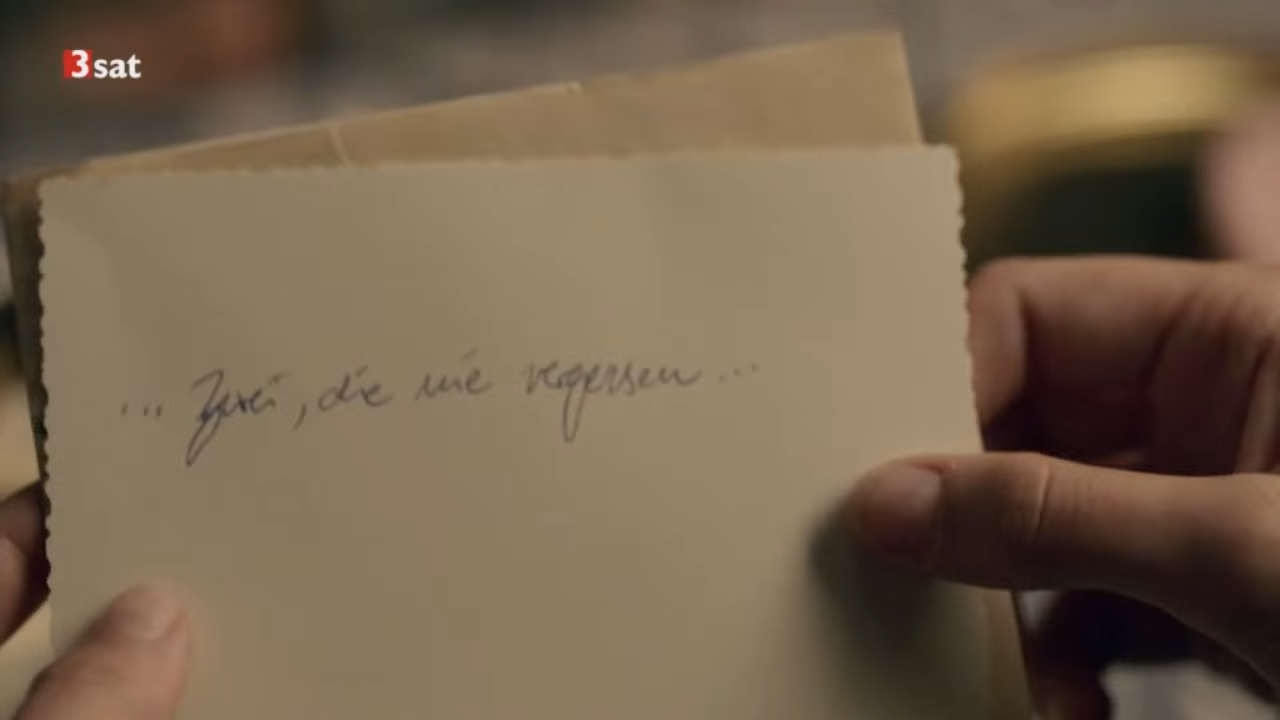 3sat
... Zwei, die nie vergessen ...